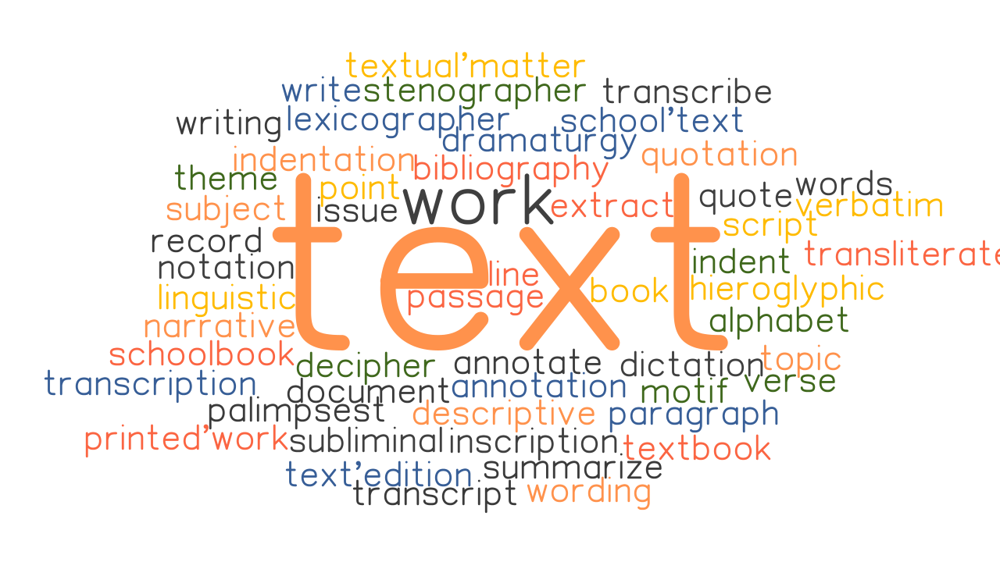 textual'matter
write stenographer transcribe
writing lexicographer school'text
dramaturgy
indentation bibliography quotation
theme point work quote words
subject issue extract verbatim
script
record text
notation line indent transliterate
linguistic passage book hieroglyphic
narrative alphabet
schoolbook decipher annotate dictation topic
transcription document annotation motif verse
palimpsest descriptive paragraph
printed'work subliminal inscription textbook
text'edition summarize
transcript wording